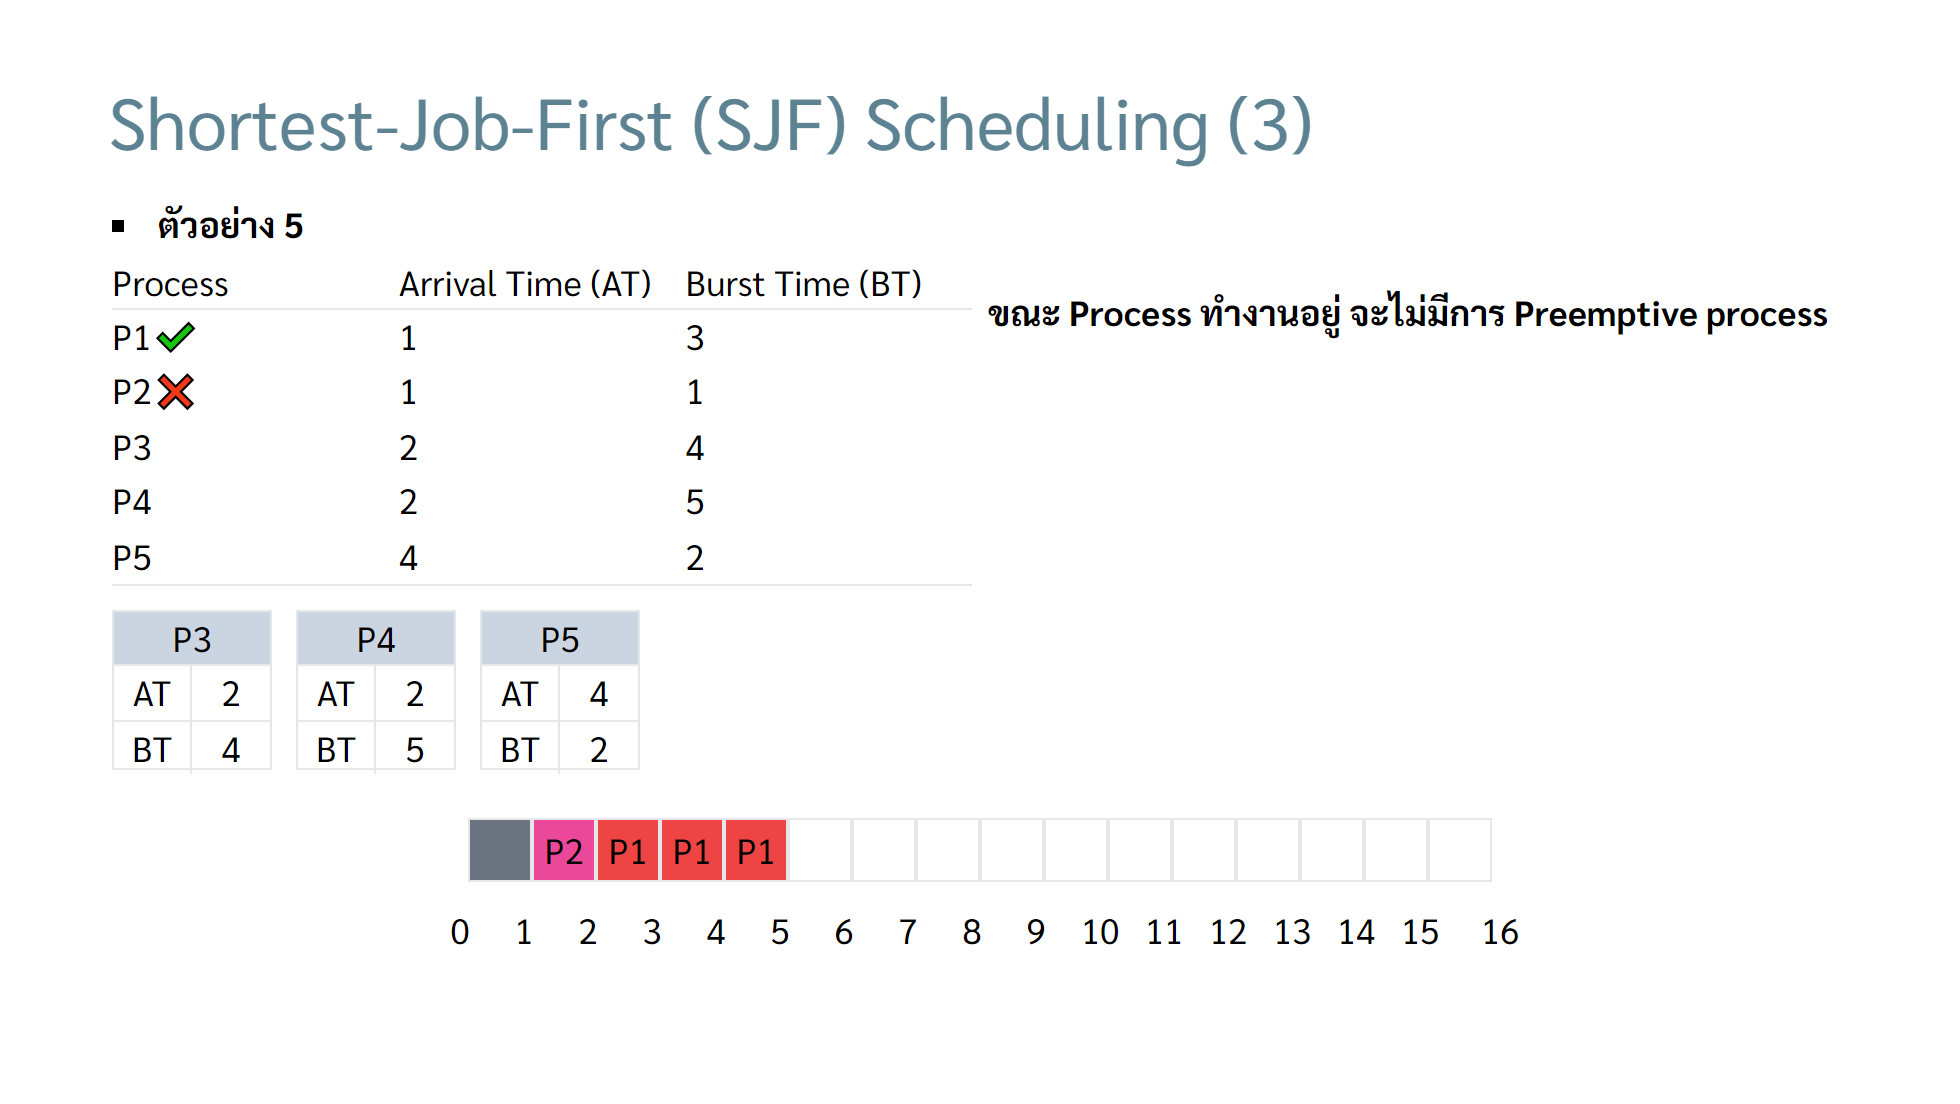 Shortest-Job-First (SJF) Scheduling (3)
▪ ตัวอย่าง 5
Process Arrival Time (AT) Burst Time (BT)
ขณะ Process ทำงานอยู่ จะไม่มีการ Preemptive process
P1 1 3
P2 1 1
P3 2 4
P4 2 5
P5 4 2
P3 P4 P5
AT 2 AT 2 AT 4
BT 4 BT 5 BT 2
P2 P1 P1 P1
0 1 2 3 4 5 6 7 8 9 10 11 12 13 14 15 16